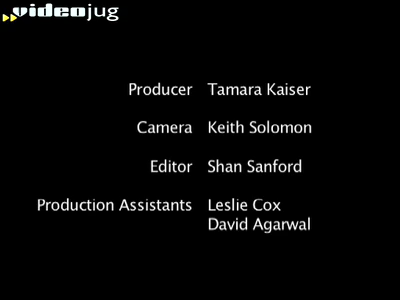 videojug
Producer Tamara Kaiser
Camera Keith Solomon
Editor Shan Sanford
Production Assistants Leslie Cox
David Agarwal